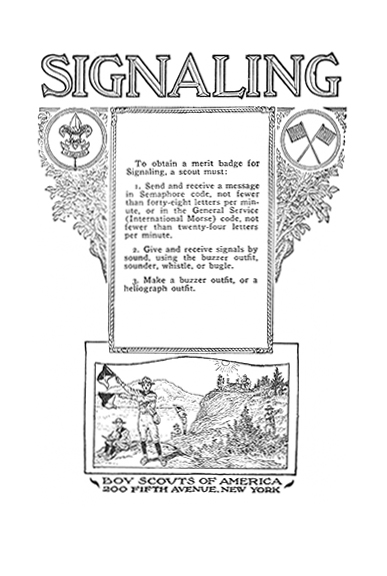 SIGNALING
To obtain a merit badge for
Signaling, a scout must:
1. Send and receive a message
in Semaphore code, not fewer
than forty-eight letters per min-
ute, or in the General Service
(International Morse) code, not
fewer than twenty-four letters
per minute.
2. Give and receive signals by
sound, using the buzzer outfit,
sounder, whistle, or bugle.
3. Make a buzzer outfit, or a
heliograph outfit.
BOY SCOUTS OF AMERICA
200 FIFTH AVENUE, NEW YORK